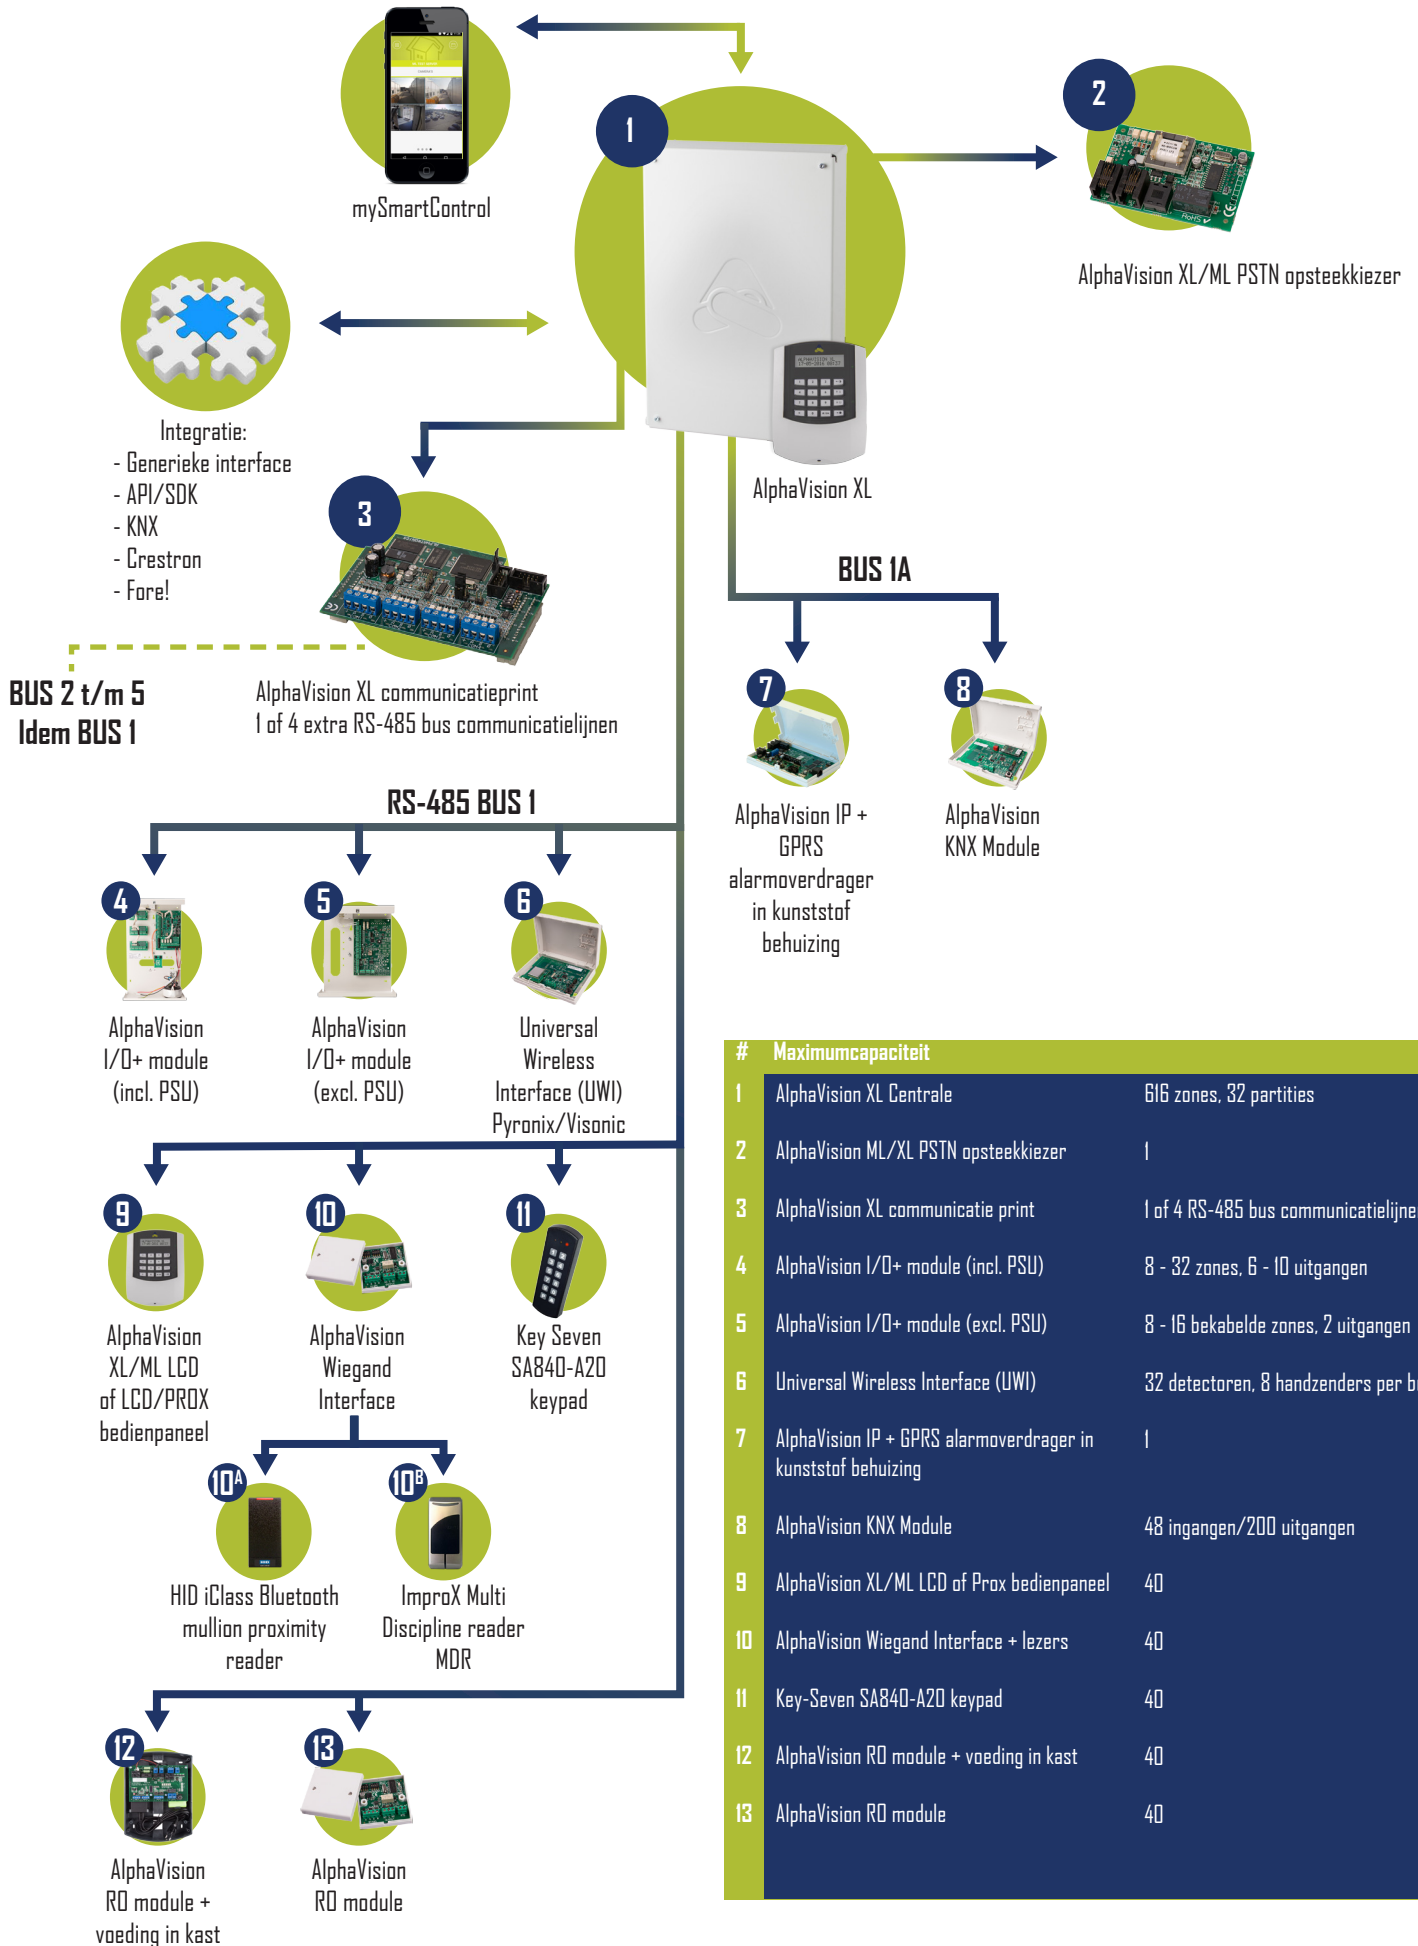 mySmartControl
1
2
AlphaVision XL/ML PSTN opsteekkiezer
Integratie:
- Generieke interface
- API/SDK
- KNX
- Crestron
- Fore!
AlphaVision XL
3
BUS 2 t/m 5
Idem BUS 1
AlphaVision XL communicatieprint
1 of 4 extra RS-485 bus communicatielijnen
BUS 1A
7
AlphaVision IP +
GPRS
alarmoverdrager
in kunststof
behuizing
8
AlphaVision
KNX Module
RS-485 BUS 1
4
AlphaVision
I/O+ module
(incl. PSU)
5
AlphaVision
I/O+ module
(excl. PSU)
6
Universal
Wireless
Interface (UWI)
Pyronix/Visonic
9
AlphaVision
XL/ML LCD
of LCD/PROX
bedienpaneel
10
AlphaVision
Wiegand
Interface
11
Key Seven
SA840-A20
keypad
10A
HID iClass Bluetooth
mullion proximity
reader
10B
ImproX Multi
Discipline reader
MDR
12
AlphaVision
RO module +
voeding in kast
13
AlphaVision
RO module
# Maximumcapaciteit
1 AlphaVision XL Centrale 616 zones, 32 partities
2 AlphaVision ML/XL PSTN opsteekkiezer 1
3 AlphaVision XL communicatie print 1 of 4 RS-485 bus communicatielijne
4 AlphaVision I/O+ module (incl. PSU) 8 - 32 zones, 6 - 10 uitgangen
5 AlphaVision I/O+ module (excl. PSU) 8 - 16 bekabelde zones, 2 uitgangen
6 Universal Wireless Interface (UWI) 32 detectoren, 8 handzenders per
7 AlphaVision IP + GPRS alarmoverdrager in 1
kunststof behuizing
8 AlphaVision KNX Module 48 ingangen/200 uitgangen
9 AlphaVision XL/ML LCD of Prox bedienpaneel 40
10 AlphaVision Wiegand Interface + lezers 40
11 Key-Seven SA840-A20 keypad 40
12 AlphaVision RO module + voeding in kast 40
13 AlphaVision RO module 40